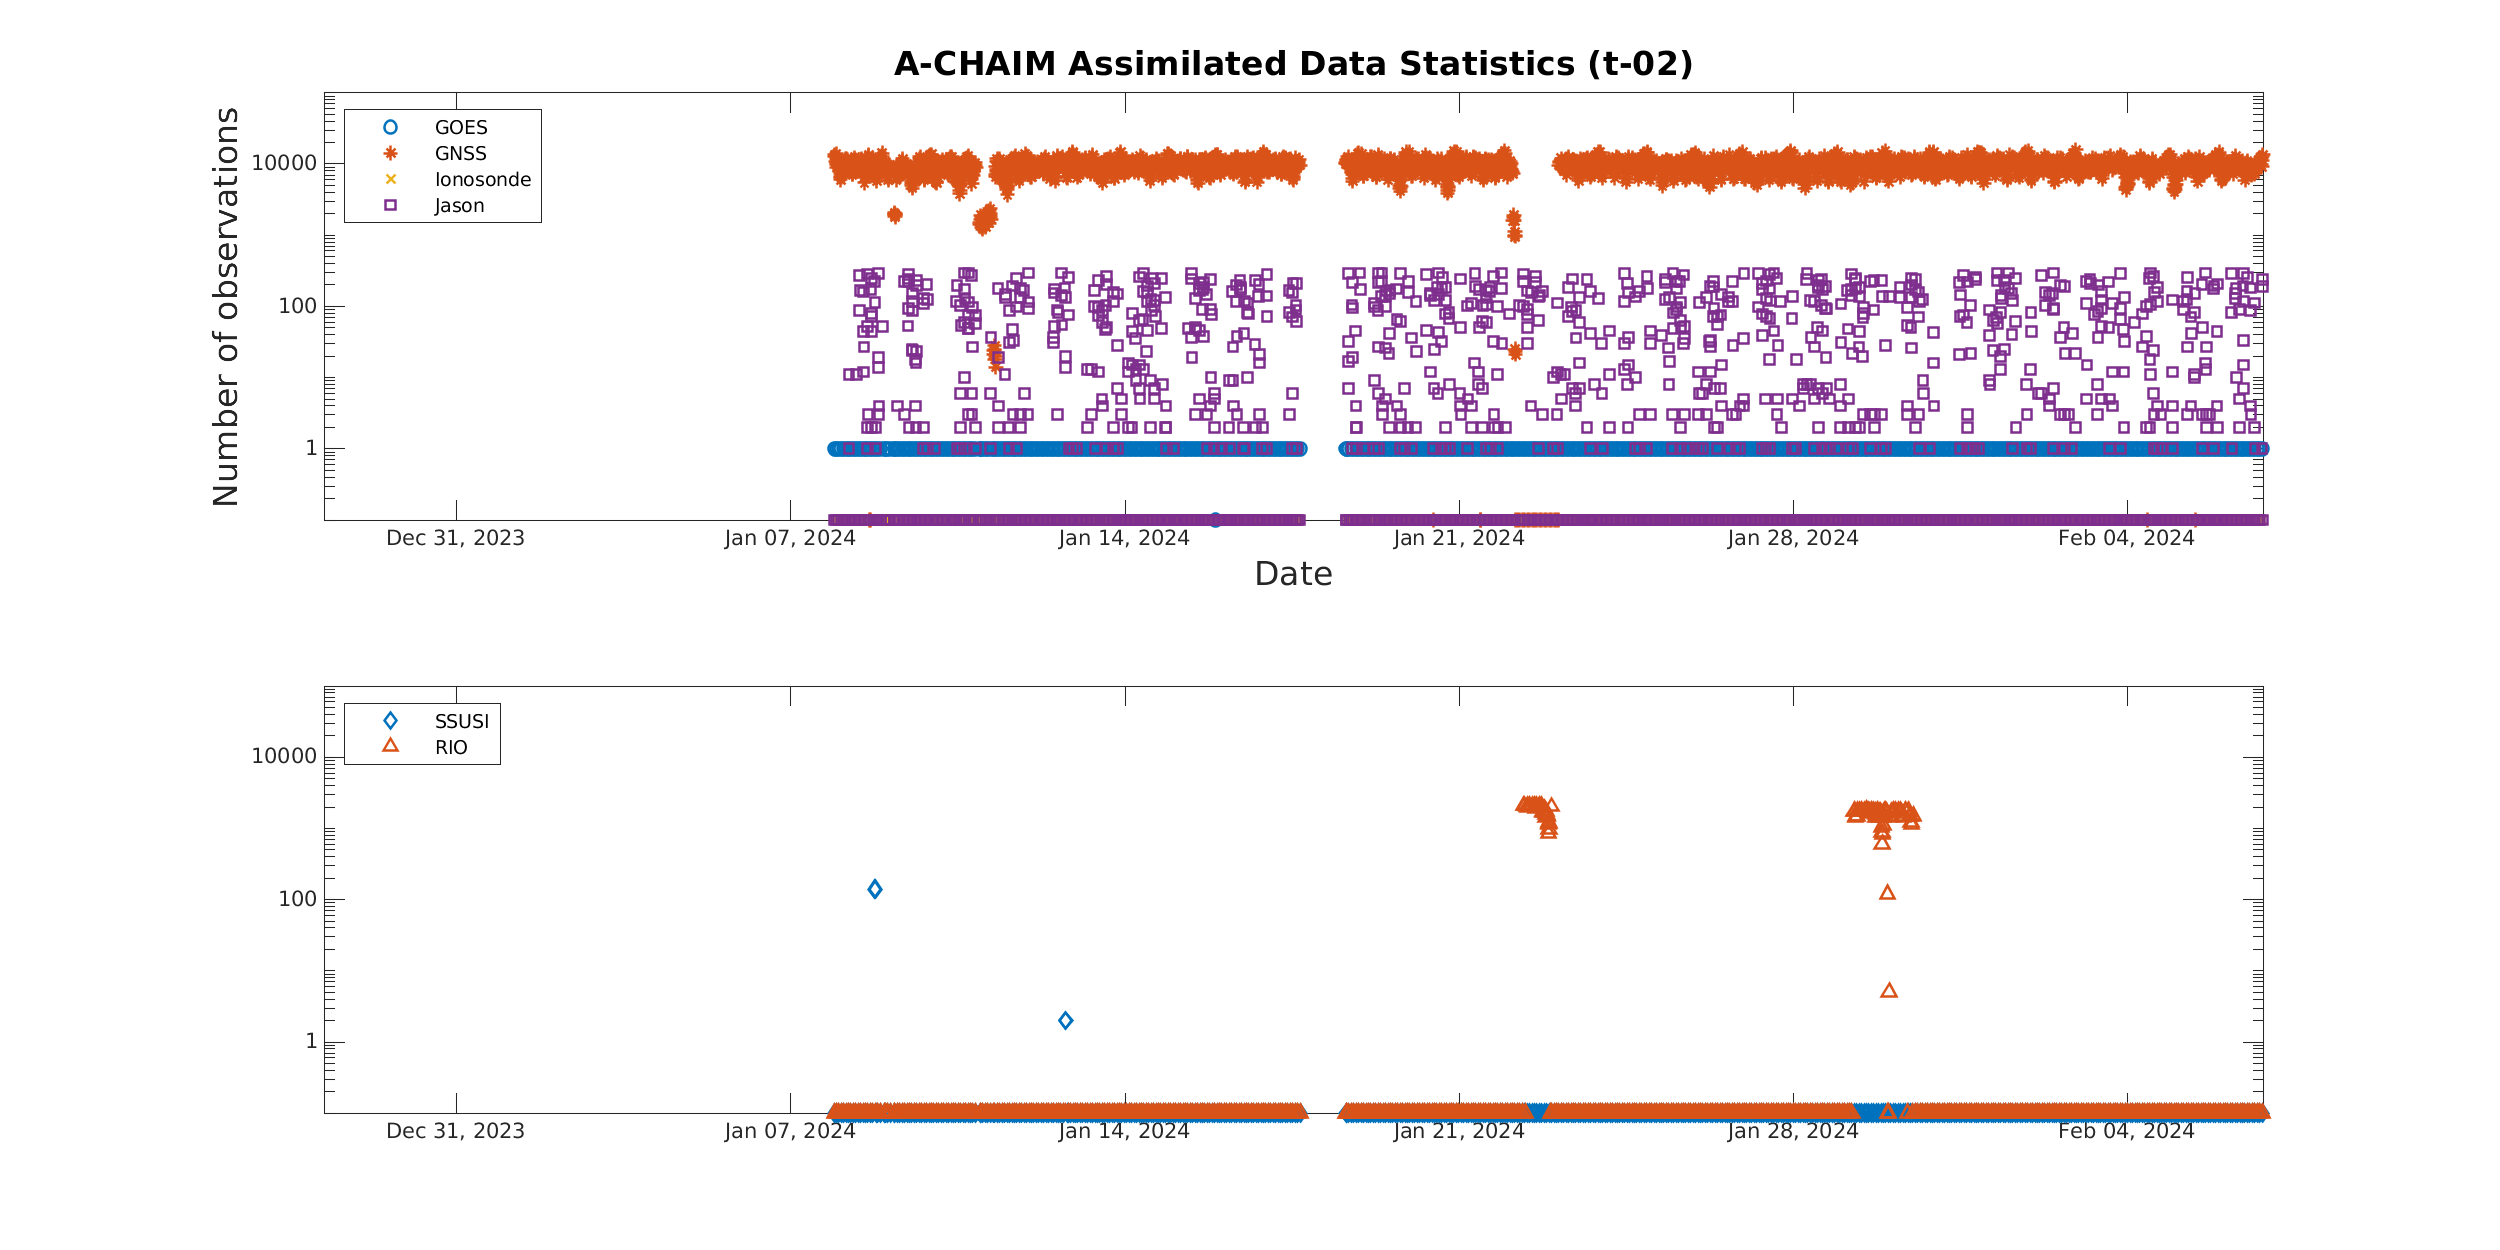 A-CHAIM Assimilated Data Statistics (t-02)
Number of observations
GOES
GNSS
Ionosonde
Jason
10000
100
1
Dec 31, 2023
Jan 07, 2024
Jan 14, 2024
Jan 21, 2024
Jan 28, 2024
Feb 04, 2024
Date
SSUSI
RIO
10000
100
1
Dec 31, 2023
Jan 07, 2024
Jan 14, 2024
Jan 21, 2024
Jan 28, 2024
Feb 04, 2024